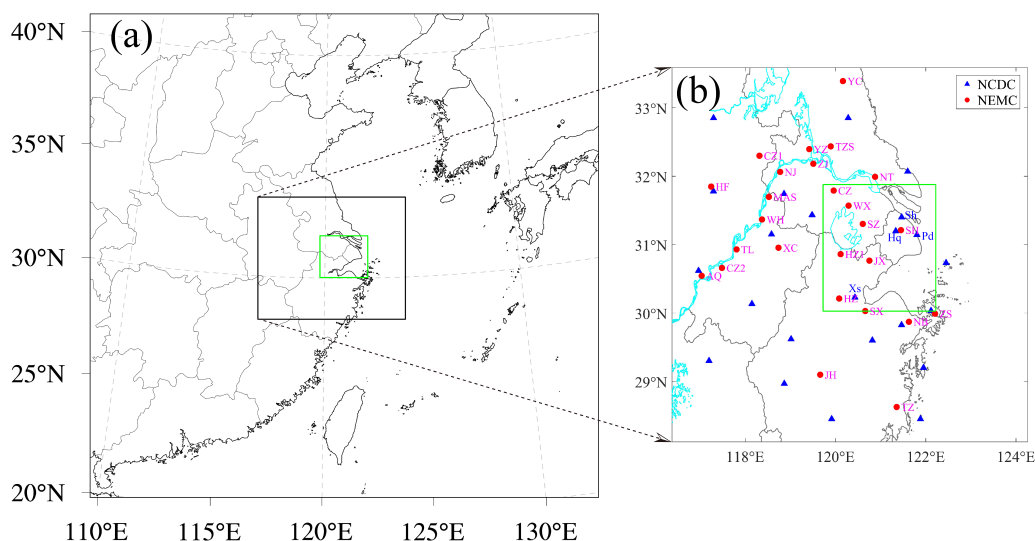 (a)
40°N
35°N
30°N
25°N
20°N
110°E
115°E
120°E
125°E
130°E
(b)
NCDC
NEMC
33°N
32°N
31°N
30°N
29°N
118°E
120°E
122°E
124°E
YC
YZ
TZS
CZ1
ZJ
NJ
NT
HF
MAS
CZ
WX
WH
SZ
Sh
SH
Hq
Pd
XC
TL
HZ1
JX
CZ2
AQ
Xs
HZ
SX
ZS
NB
JH
TZ